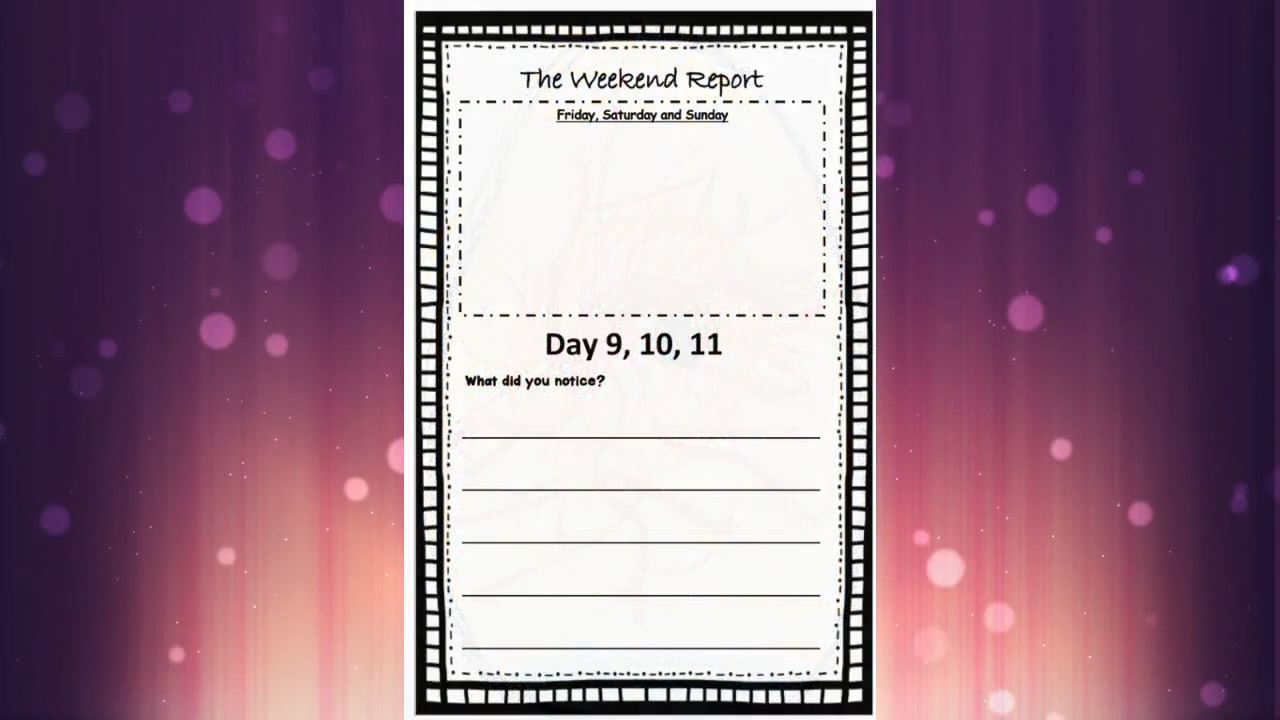 The Weekend Report
Friday, Saturday and Sunday
Day 9, 10, 11
What did you notice?